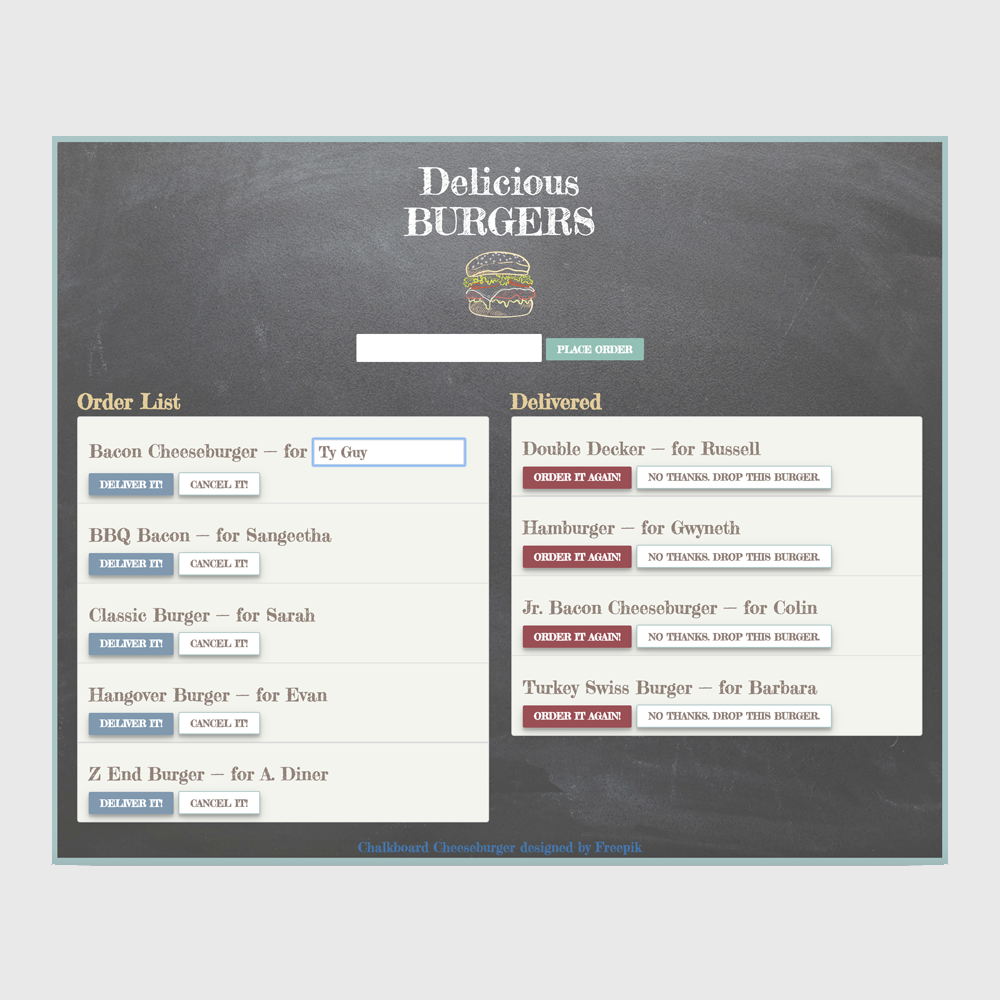 Delicious
BURGERS
PLACE ORDER
Order List
Bacon Cheeseburger — for Ty Guy
DELIVER IT! CANCEL IT!
BBQ Bacon — for Sangeetha
DELIVER IT! CANCEL IT!
Classic Burger — for Sarah
DELIVER IT! CANCEL IT!
Hangover Burger — for Evan
DELIVER IT! CANCEL IT!
Z End Burger — for A. Diner
DELIVER IT! CANCEL IT!
Delivered
Double Decker — for Russell
ORDER IT AGAIN! NO THANKS. DROP THIS BURGER.
Hamburger — for Gwyneth
ORDER IT AGAIN! NO THANKS. DROP THIS BURGER.
Jr. Bacon Cheeseburger — for Colin
ORDER IT AGAIN! NO THANKS. DROP THIS BURGER.
Turkey Swiss Burger — for Barbara
ORDER IT AGAIN! NO THANKS. DROP THIS BURGER.
Chalkboard Cheeseburger designed by Freepik